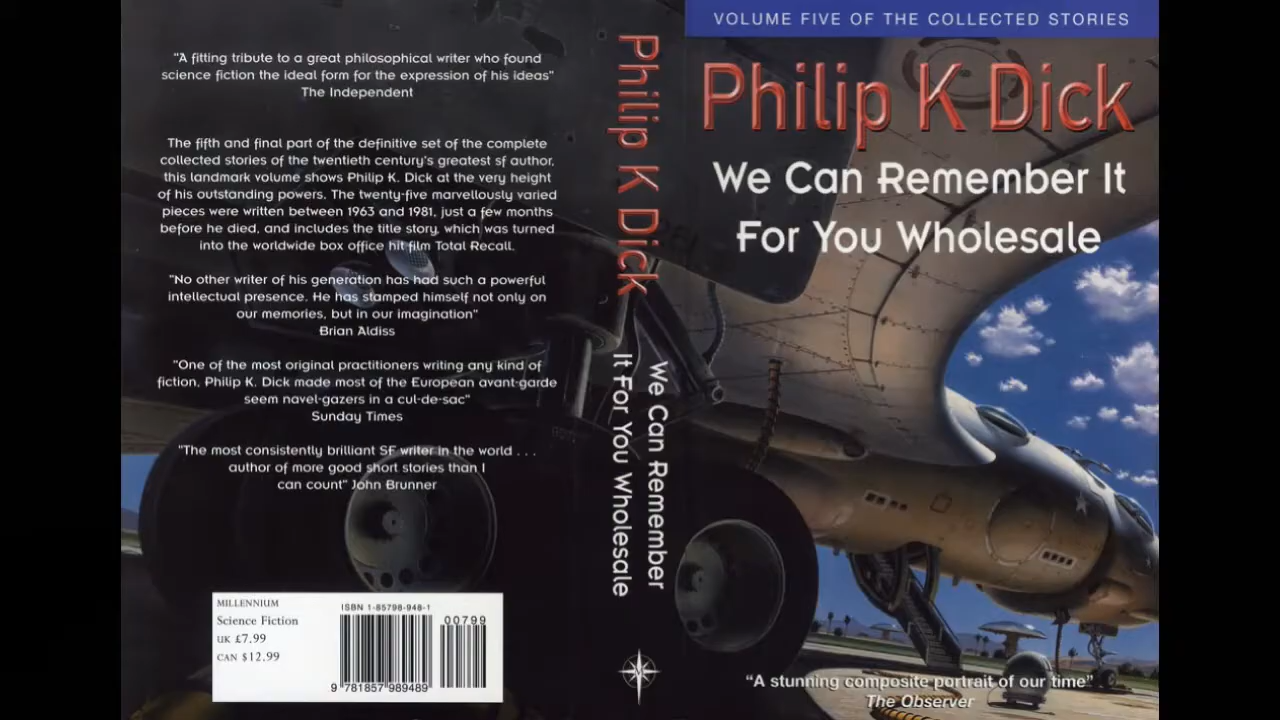 "A fitting tribute to a great philosophical writer who found
science fiction the ideal form for the expression of his ideas"
The Independent
The fifth and final part of the definitive set of the complete
collected stories of the twentieth century's greatest sf author,
this landmark volume shows Philip K. Dick at the very height
of his outstanding powers. The twenty-five marvellously varied
pieces were written between 1963 and 1981, just a few months
before he died, and includes the title story, which was turned
into the worldwide box office hit film Total Recall.
"No other writer of his generation has had such a powerful
intellectual presence. He has stamped himself not only on
our memories, but in our imagination"
Brian Aldiss
"One of the most original practitioners writing any kind of
fiction, Philip K. Dick made most of the European avant-garde
seem navel-gazers in a cul-de-sac"
Sunday Times
"The most consistently brilliant SF writer in the world . . .
author of more good short stories than I
can count" John Brunner
MILLENNIUM
Science Fiction
UK £7.99
CAN $12.99
ISBN 1-85798-948-1
00799
9 781857 989489
Philip K Dick
We Can Remember
It For You Wholesale
VOLUME FIVE OF THE COLLECTED STORIES
Philip K Dick
We Can Remember It
For You Wholesale
"A stunning composite portrait of our time"
The Observer